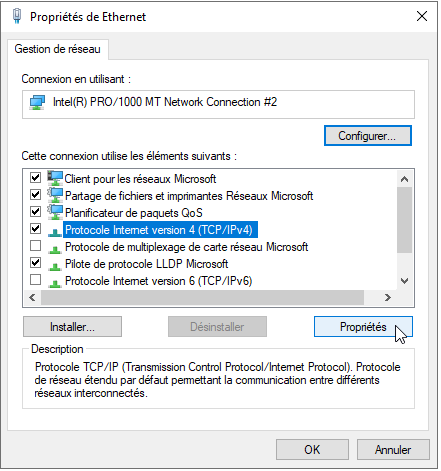 Propriétés de Ethernet
Gestion de réseau
Connexion en utilisant :
Intel(R) PRO/1000 MT Network Connection #2
Configurer...
Cette connexion utilise les éléments suivants :
Client pour les réseaux Microsoft
Partage de fichiers et imprimantes Réseaux Microsoft
Planificateur de paquets QoS
Protocole Internet version 4 (TCP/IPv4)
Protocole de multiplexage de carte réseau Microsoft
Pilote de protocole LLDP Microsoft
Protocole Internet version 6 (TCP/IPv6)
Installer...
Désinstaller
Propriétés
Description
Protocole TCP/IP (Transmission Control Protocol/Internet Protocol). Protocole
de réseau étendu par défaut permettant la communication entre différents
réseaux interconnectés.
OK
Annuler